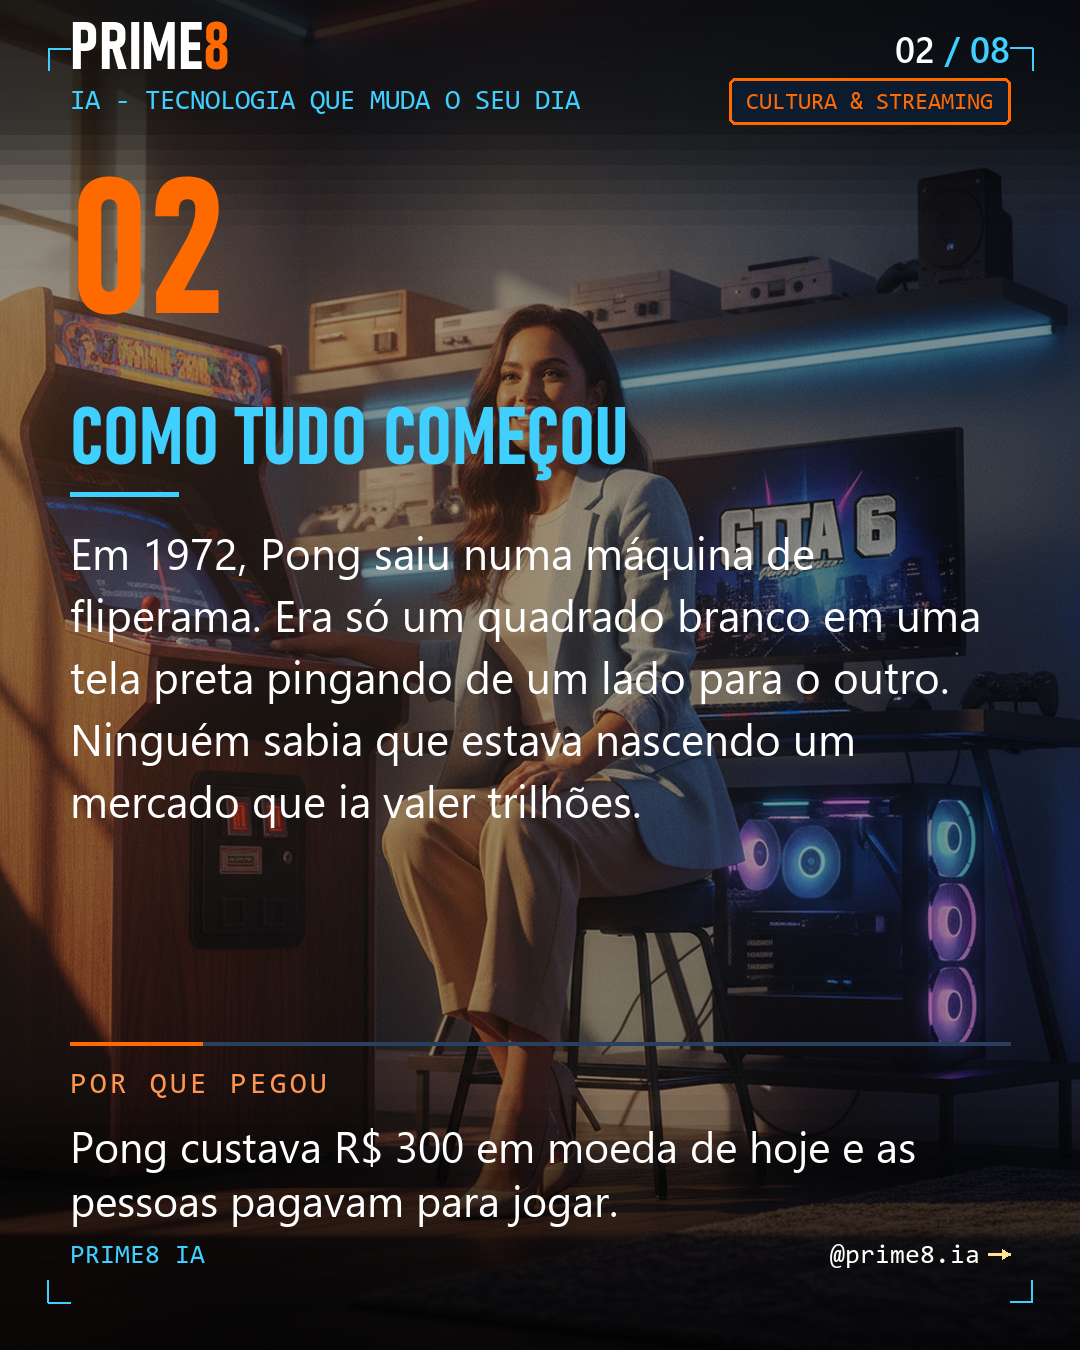 PRIME8
02 / 08
IA - TECNOLOGIA QUE MUDA O SEU DIA
CULTURA & STREAMING
02
COMO TUDO COMEÇOU
GTTA 6
Em 1972, Pong saiu numa máquina de
fliperama. Era só um quadrado branco em uma
tela preta pingando de um lado para o outro.
Ninguém sabia que estava nascendo um
mercado que ia valer trilhões.
POR QUE PEGOU
Pong custava R$ 300 em moeda de hoje e as
pessoas pagavam para jogar.
PRIME8 IA
@prime8.ia